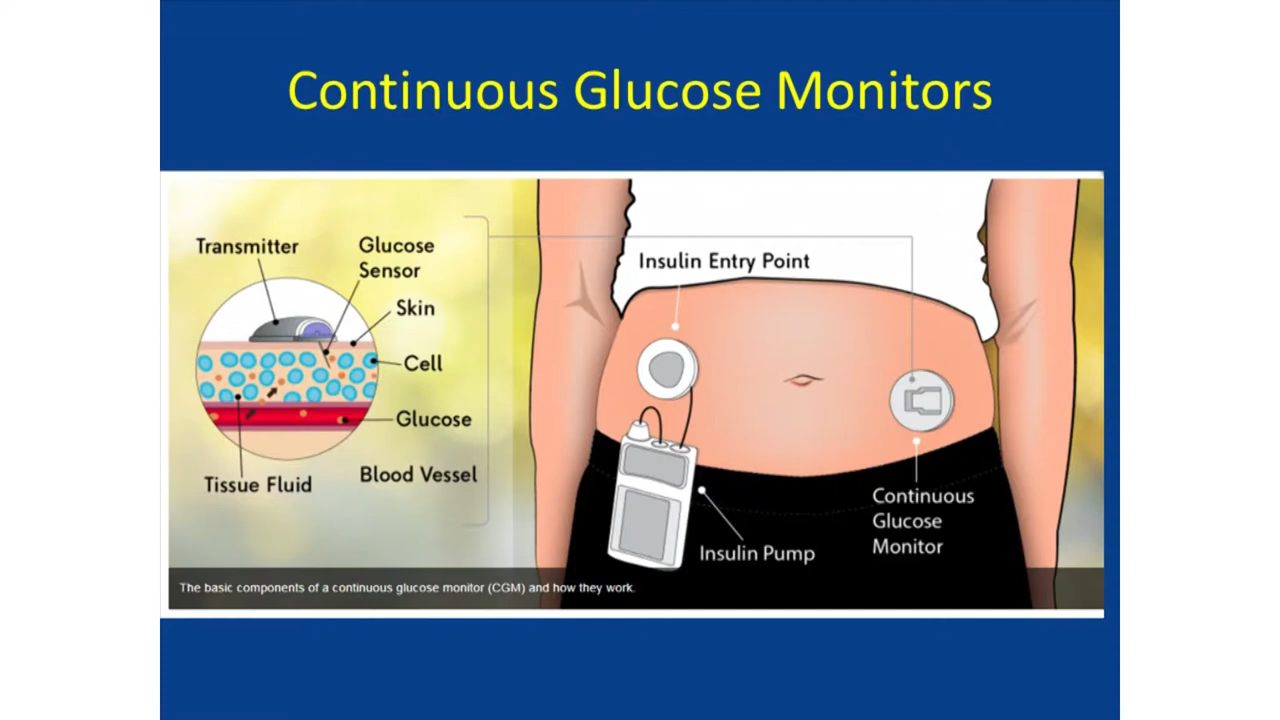 Continuous Glucose Monitors
Transmitter
Glucose
Sensor
Skin
Cell
Glucose
Blood Vessel
Tissue Fluid
Insulin Entry Point
Insulin Pump
Continuous
Glucose
Monitor
The basic components of a continuous glucose monitor (CGM) and how they work.